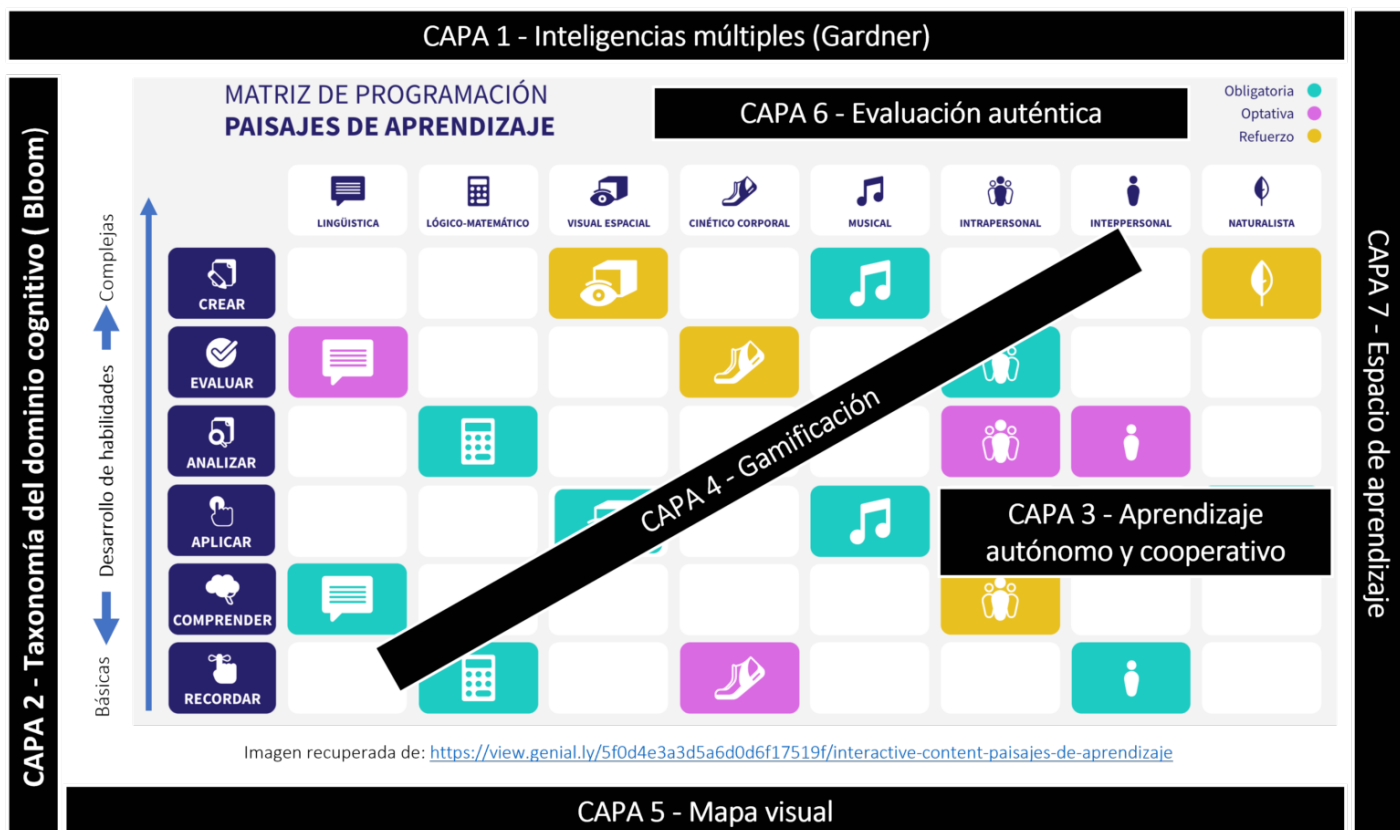 CAPA 1 - Inteligencias múltiples (Gardner)
CAPA 2 - Taxonomía del dominio cognitivo ( Bloom)
MATRIZ DE PROGRAMACIÓN
PAISAJES DE APRENDIZAJE
CAPA 6 - Evaluación auténtica
Obligatoria
Optativa
Refuerzo
LINGÜISTICA
LÓGICO-MATEMÁTICO
VISUAL ESPACIAL
CINÉTICO CORPORAL
MUSICAL
INTRAPERSONAL
INTERPERSONAL
NATURALISTA
Complejas
Desarrollo de habilidades
Básicas
CREAR
EVALUAR
ANALIZAR
APLICAR
COMPRENDER
RECORDAR
CAPA 4 - Gamificación
CAPA 3 - Aprendizaje
autónomo y cooperativo
CAPA 7 - Espacio de aprendizaje
Imagen recuperada de: https://view.genial.ly/5f0d4e3a3d5a6d0d6f17519f/interactive-content-paisajes-de-aprendizaje
CAPA 5 - Mapa visual